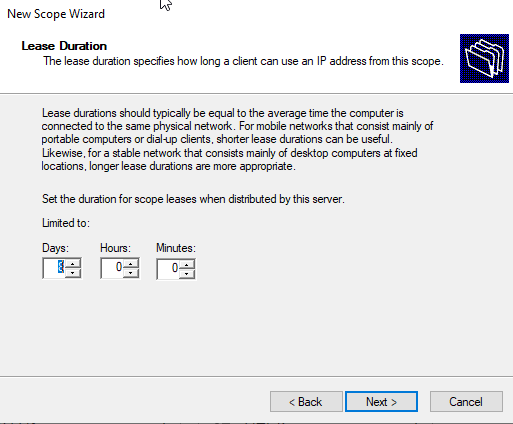 New Scope Wizard
Lease Duration
The lease duration specifies how long a client can use an IP address from this scope.
Lease durations should typically be equal to the average time the computer is
connected to the same physical network. For mobile networks that consist mainly of
portable computers or dial-up clients, shorter lease durations can be useful.
Likewise, for a stable network that consists mainly of desktop computers at fixed
locations, longer lease durations are more appropriate.
Set the duration for scope leases when distributed by this server.
Limited to:
Days: Hours: Minutes:
0 0
< Back Next > Cancel